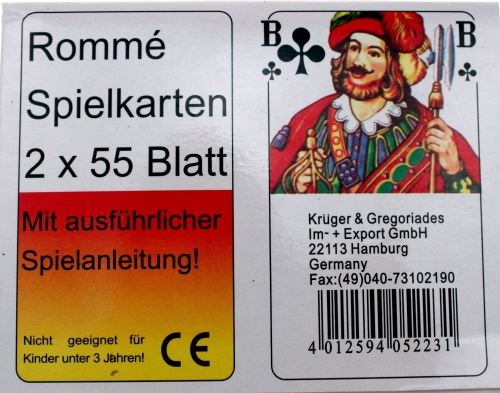 Rommé
Spielkarten
2 x 55 Blatt
Mit ausführlicher
Spielanleitung!
Nicht geeignet für
Kinder unter 3 Jahren!
CE
B B
Krüger & Gregoriades
Im- + Export GmbH
22113 Hamburg
Germany
Fax:(49)040-73102190
4 012594 052231